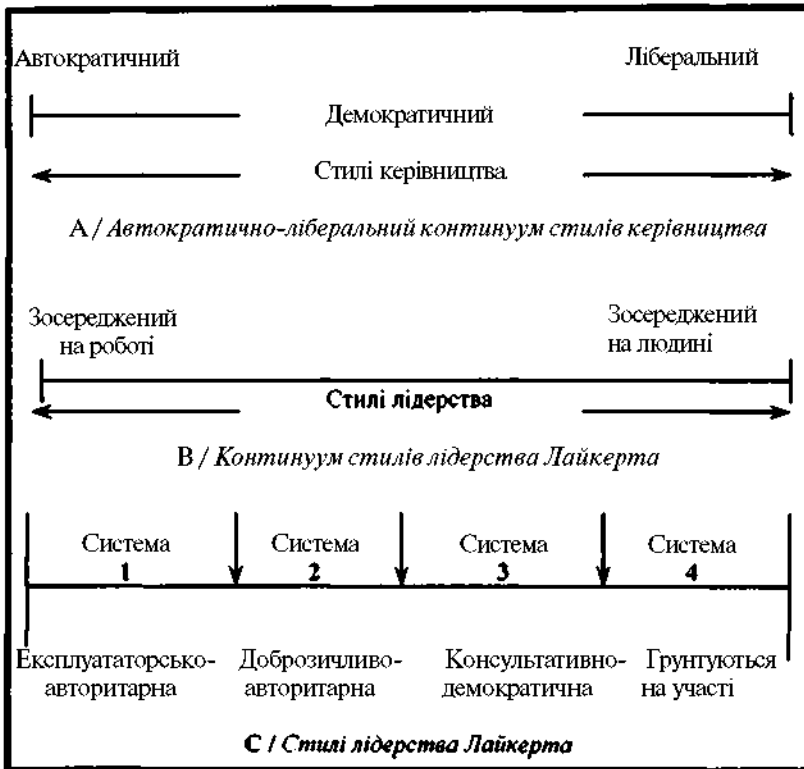 Автократичний Ліберальний
Демократичний
Стилі керівництва
А / Автократично-ліберальний континуум стилів керівництва
Зосереджений Зосереджений
на роботі на людині
Стилі лідерства
В / Континуум стилів лідерства Лайкерта
Система Система Система Система
1 2 3 4
Експлуататорсько- Доброзичливо- Консультативно- Грунтуються
авторитарна авторитарна демократична на участі
С / Стилі лідерства Лайкерта